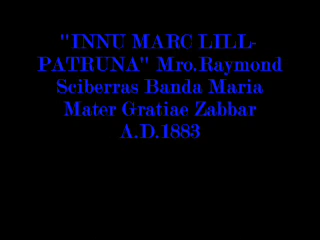 "INNU MARC LILL-
PATRUNA" Mro.Raymond
Sciberras Banda Maria
Mater Gratiae Zabbar
A.D.1883